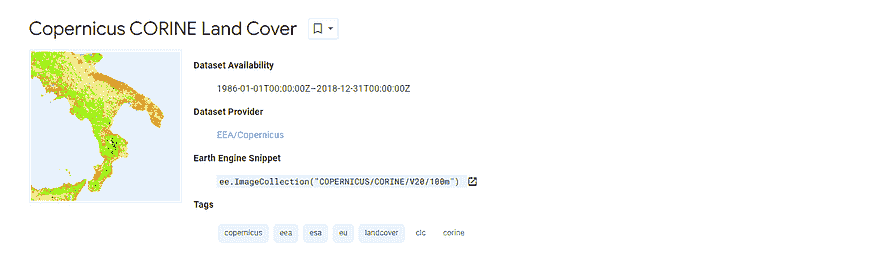 Copernicus CORINE Land Cover
Dataset Availability
1986-01-01T00:00:00Z–2018-12-31T00:00:00Z
Dataset Provider
EEA/Copernicus
Earth Engine Snippet
ee.ImageCollection("COPERNICUS/CORINE/V20/100m")
Tags
copernicus eea esa eu landcover clc corine